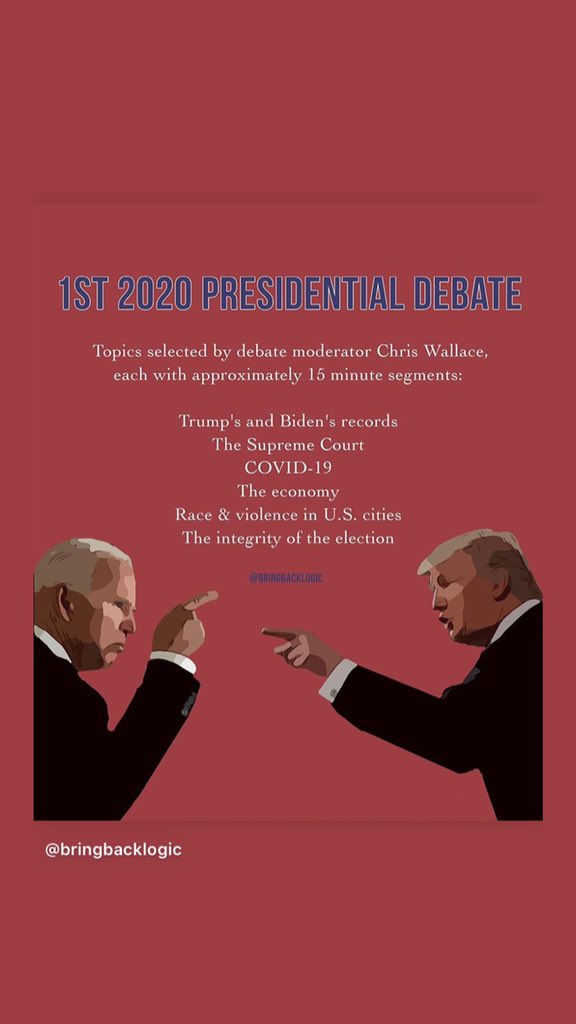 1ST 2020 PRESIDENTIAL DEBATE
Topics selected by debate moderator Chris Wallace,
each with approximately 15 minute segments:
Trump's and Biden's records
The Supreme Court
COVID-19
The economy
Race & violence in U.S. cities
The integrity of the election
@BRINGBACKLOGIC
@bringbacklogic